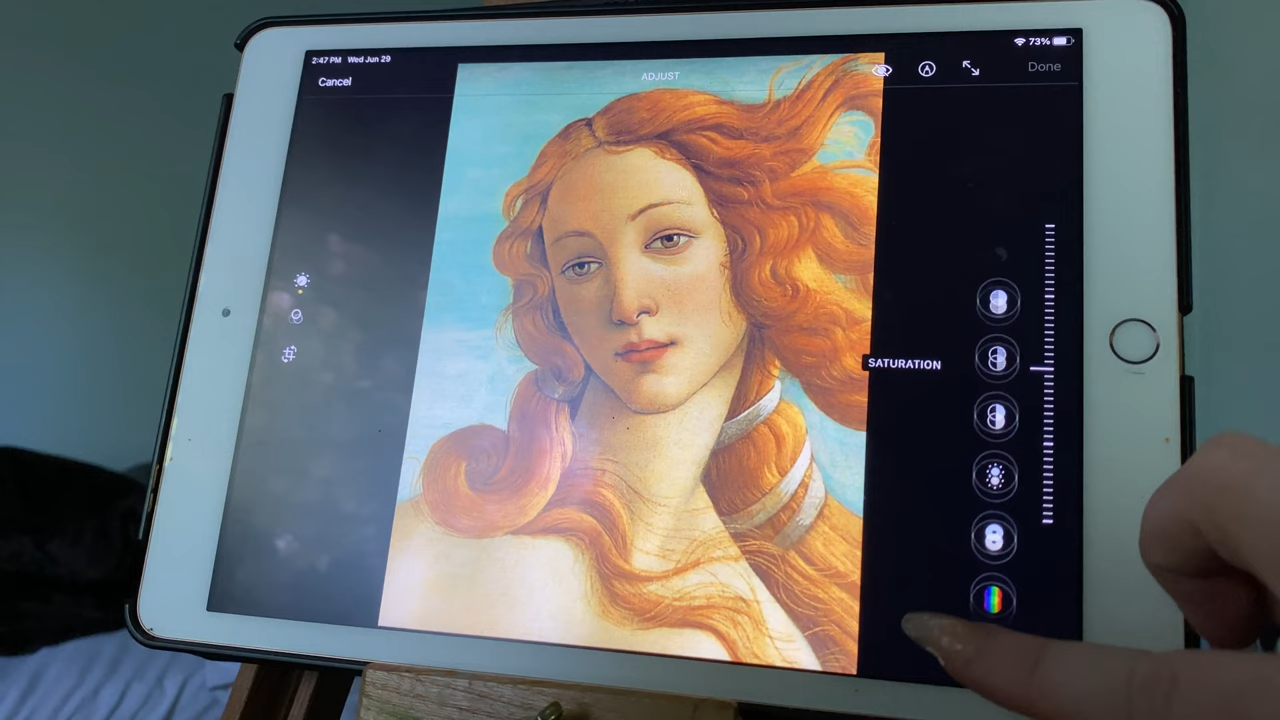 2:47 PM Wed Jun 29
73%
Cancel
ADJUST
Done
SATURATION